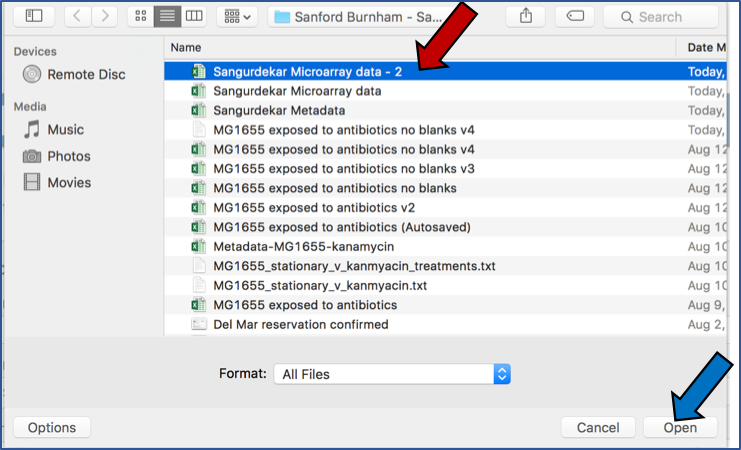 Sanford Burnham - Sa...
Search
Devices
Remote Disc
Media
Music
Photos
Movies
Name Date M
Sangurdekar Microarray data - 2 Today,
Sangurdekar Microarray data Today,
Sangurdekar Metadata Today,
MG1655 exposed to antibiotics no blanks v4 Today,
MG1655 exposed to antibiotics no blanks v4 Aug 12
MG1655 exposed to antibiotics no blanks v3 Aug 12
MG1655 exposed to antibiotics no blanks Aug 12
MG1655 exposed to antibiotics v2 Aug 12
MG1655 exposed to antibiotics (Autosaved) Aug 10
Metadata-MG1655-kanamycin Aug 10
MG1655_stationary_v_kanmyacin_treatments.txt Aug 10
MG1655_stationary_v_kanmyacin.txt Aug 10
MG1655 exposed to antibiotics Aug 9,
Del Mar reservation confirmed Aug 2,
Format: All Files
Options Cancel Open